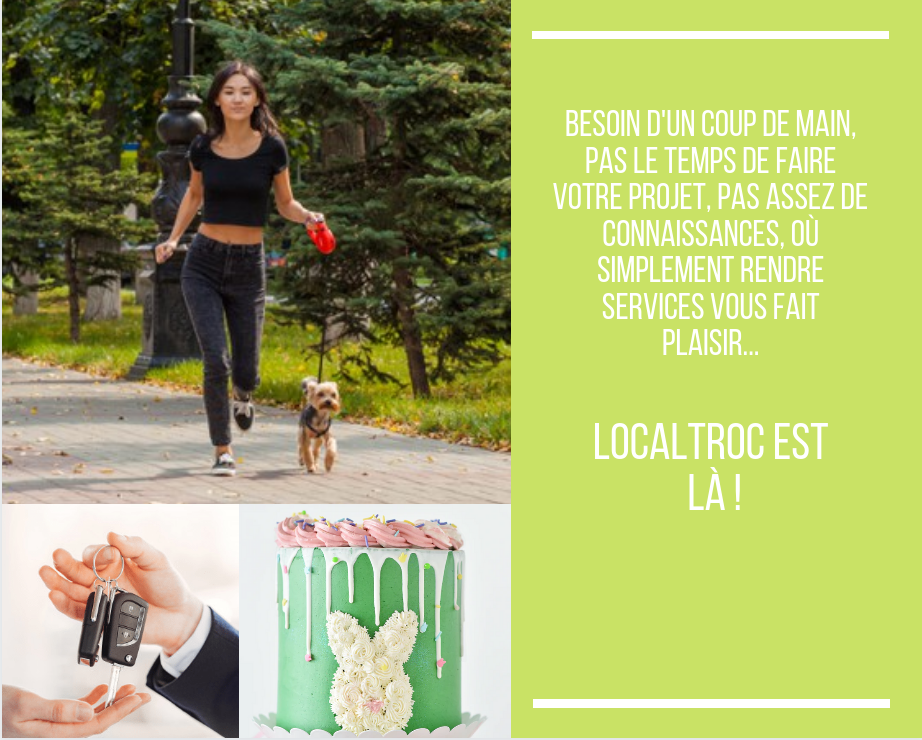 BESOIN D'UN COUP DE MAIN,
PAS LE TEMPS DE FAIRE
VOTRE PROJET, PAS ASSEZ DE
CONNAISSANCES, OÙ
SIMPLEMENT RENDRE
SERVICES VOUS FAIT
PLAISIR...
LOCALTROC EST
LÀ !